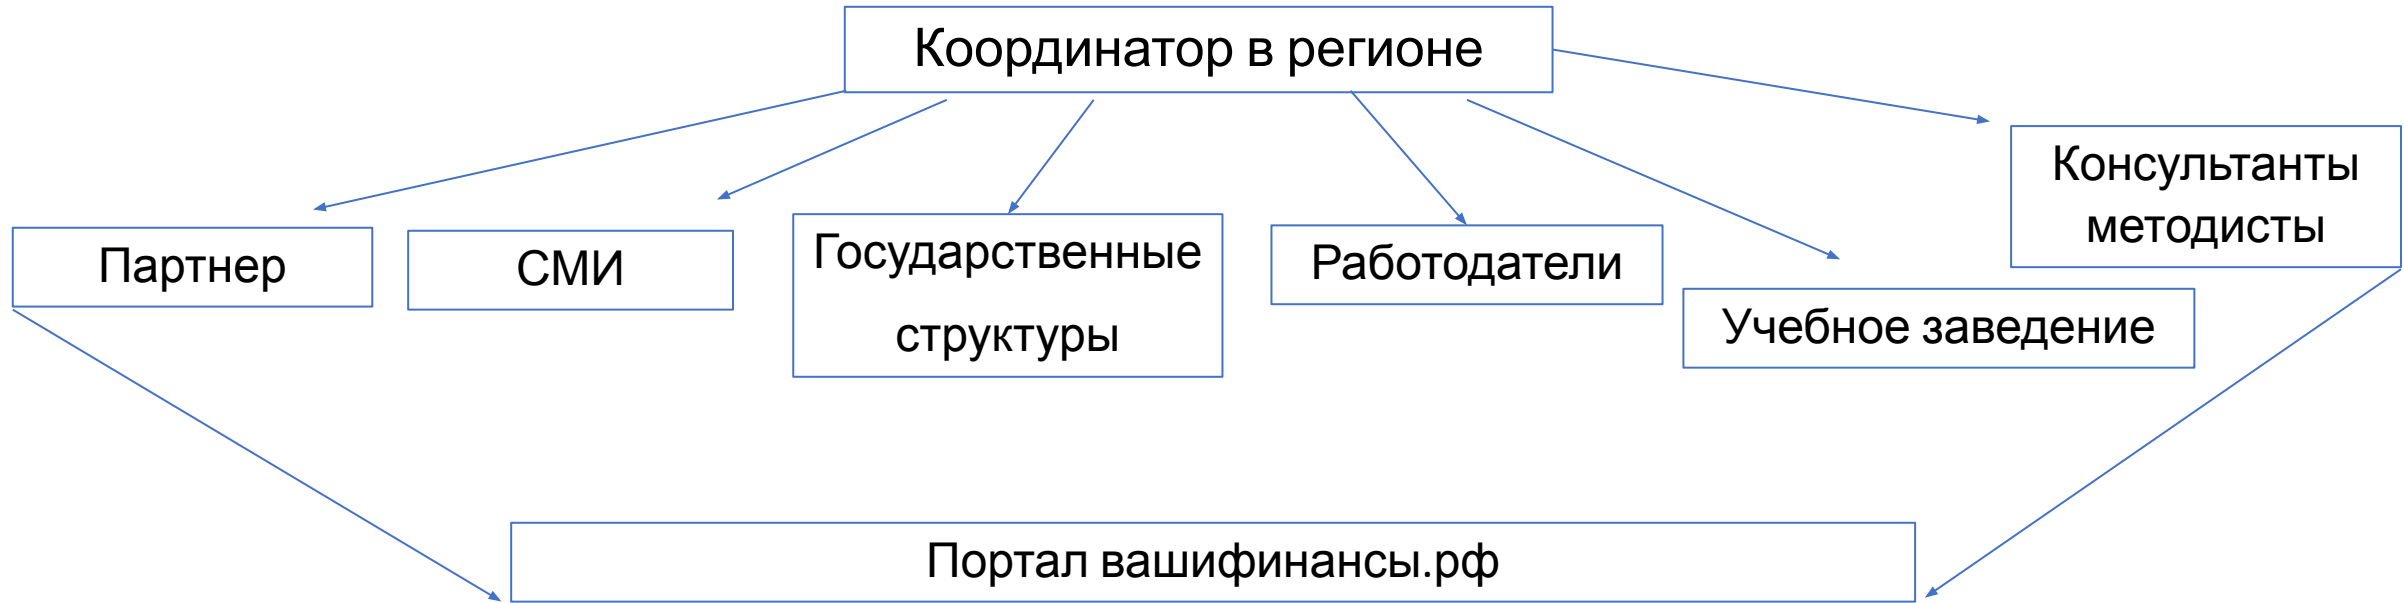 Координатор в регионе
Консультанты
методисты
Партнер
СМИ
Государственные
структуры
Работодатели
Учебное заведение
Портал вашифинансы.рф